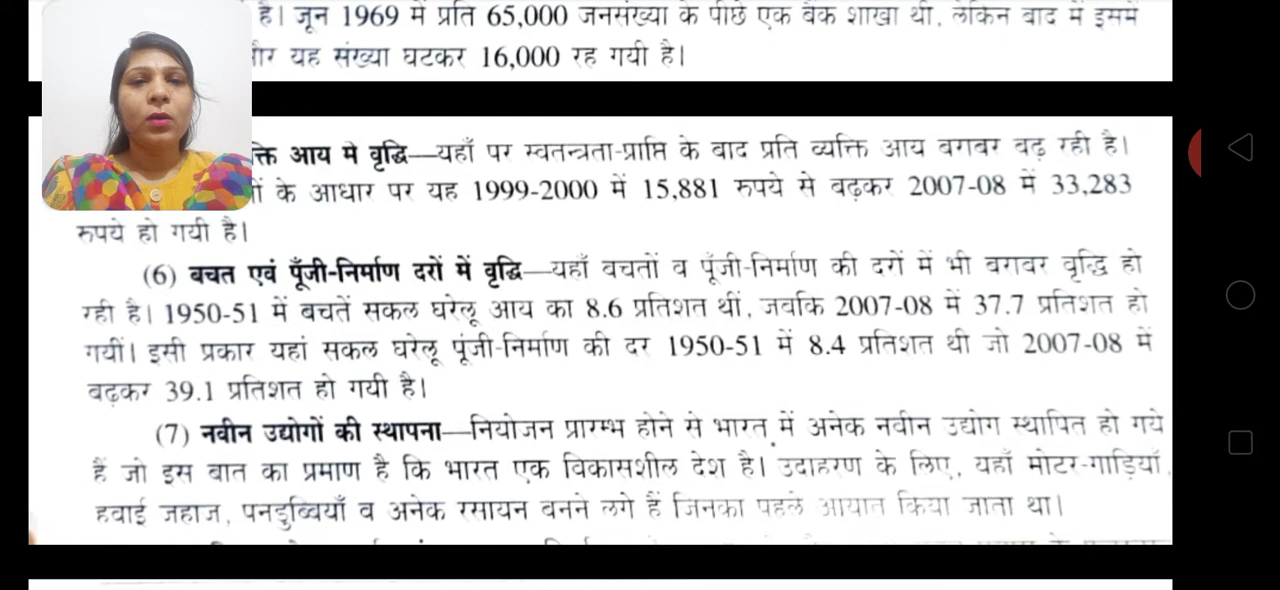 है। जून 1969 में प्रति 65,000 जनसंख्या के पीछे एक बैंक शाखा थी, लेकिन बाद में इसमें
और यह संख्या घटकर 16,000 रह गयी है।
आय में वृद्धि—यहाँ पर स्वतन्त्रता-प्राप्ति के बाद प्रति व्यक्ति आय बराबर बढ़ रही है।
के आधार पर यह 1999-2000 में 15,881 रुपये से बढ़कर 2007-08 में 33,283
रुपये हो गयी है।
(6) बचत एवं पूँजी-निर्माण दरों में वृद्धि—यहाँ बचतों व पूँजी-निर्माण की दरों में भी बराबर वृद्धि हो
रही है। 1950-51 में बचतें सकल घरेलू आय का 8.6 प्रतिशत थीं, जबकि 2007-08 में 37.7 प्रतिशत हो
गयीं। इसी प्रकार यहां सकल घरेलू पूंजी-निर्माण की दर 1950-51 में 8.4 प्रतिशत थी जो 2007-08 में
बढ़कर 39.1 प्रतिशत हो गयी है।
(7) नवीन उद्योगों की स्थापना—नियोजन प्रारम्भ होने से भारत में अनेक नवीन उद्योग स्थापित हो गये
हैं जो इस बात का प्रमाण है कि भारत एक विकासशील देश है। उदाहरण के लिए, यहाँ मोटर-गाड़ियाँ,
हवाई जहाज, पनडुब्बियाँ व अनेक रसायन बनने लगे हैं जिनका पहले आयात किया जाता था।